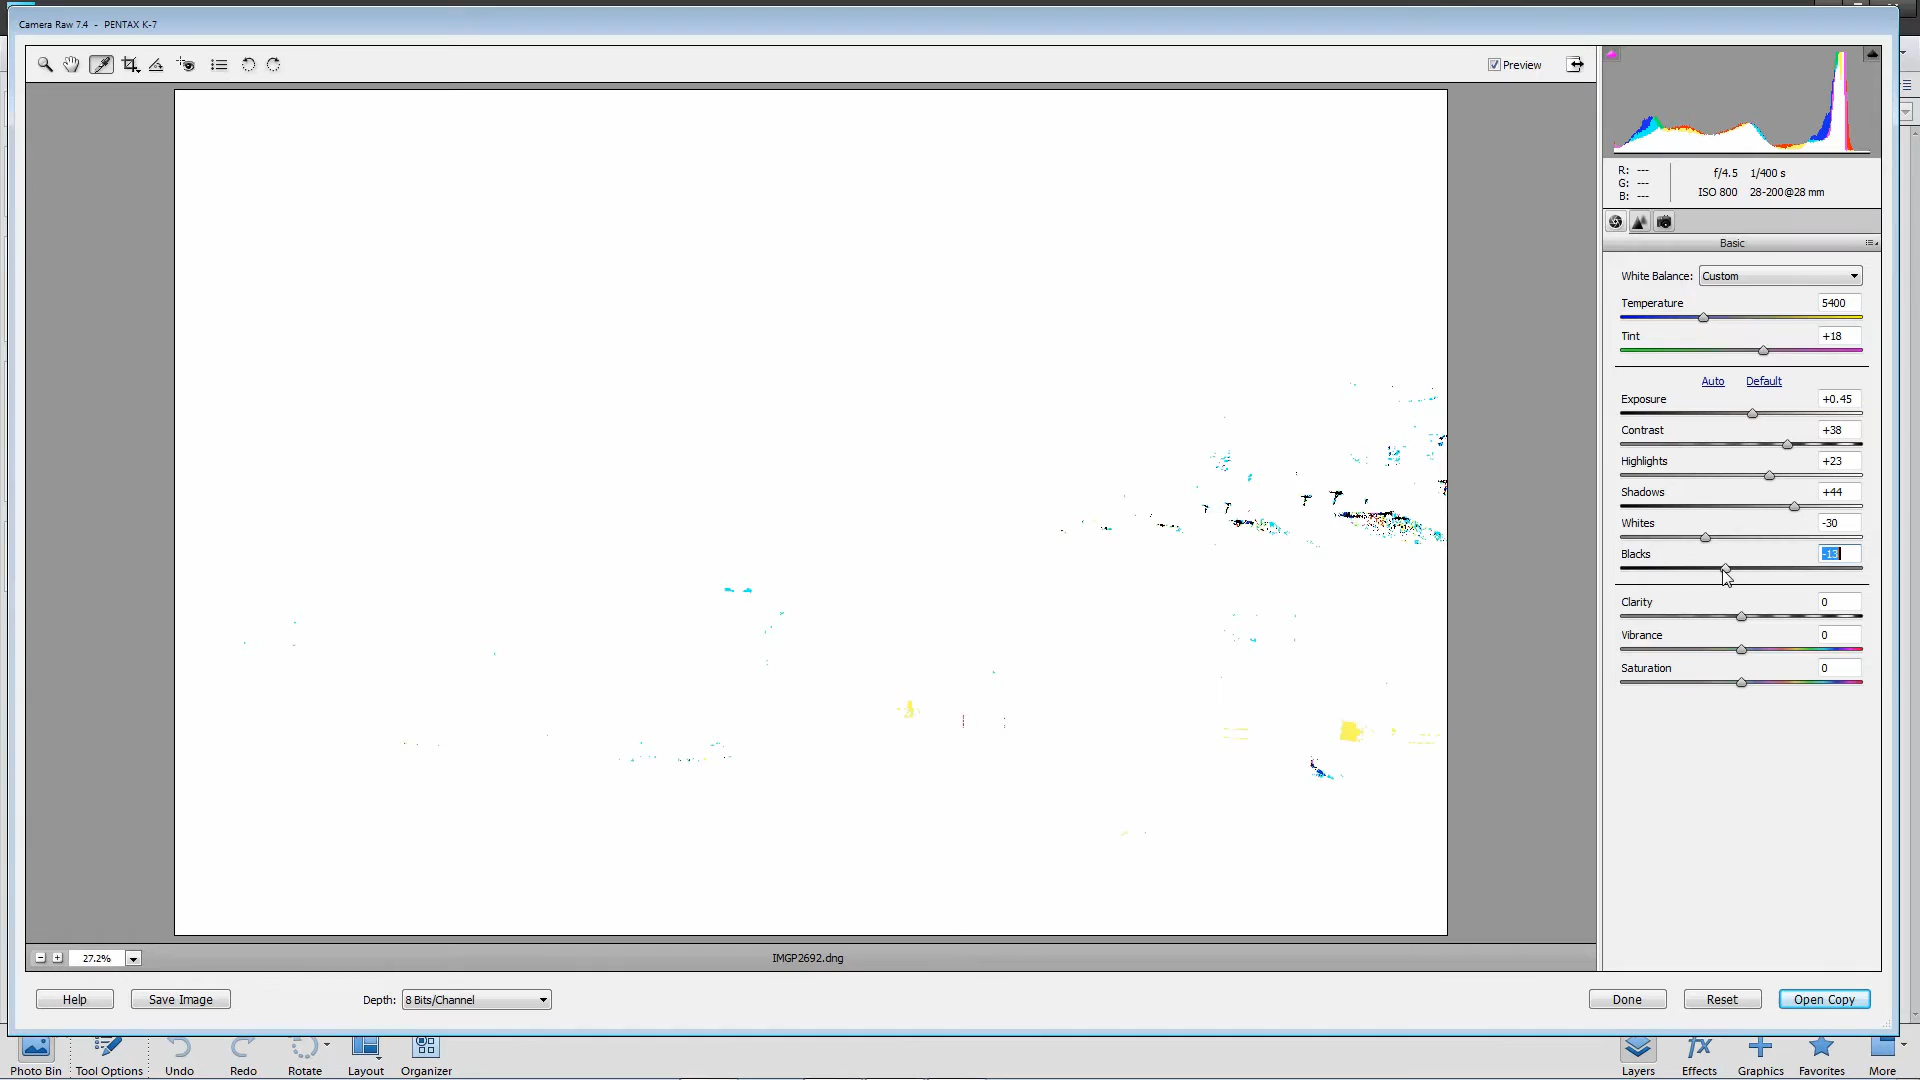 Camera Raw 7.4 - PENTAX K-7
Preview
R: ---
G: ---
B: ---
f/4.5 1/400 s
ISO 800 28-200@28 mm
Basic
White Balance: Custom
Temperature 5400
Tint +18
Auto Default
Exposure +0.45
Contrast +38
Highlights +23
Shadows +44
Whites -30
Blacks -13
Clarity 0
Vibrance 0
Saturation 0
27.2%
IMGP2692.dng
Help
Save Image
Depth: 8 Bits/Channel
Done
Reset
Open Copy
Photo Bin
Tool Options
Undo
Redo
Rotate
Layout
Organizer
Layers
fx
Effects
Graphics
Favorites
More